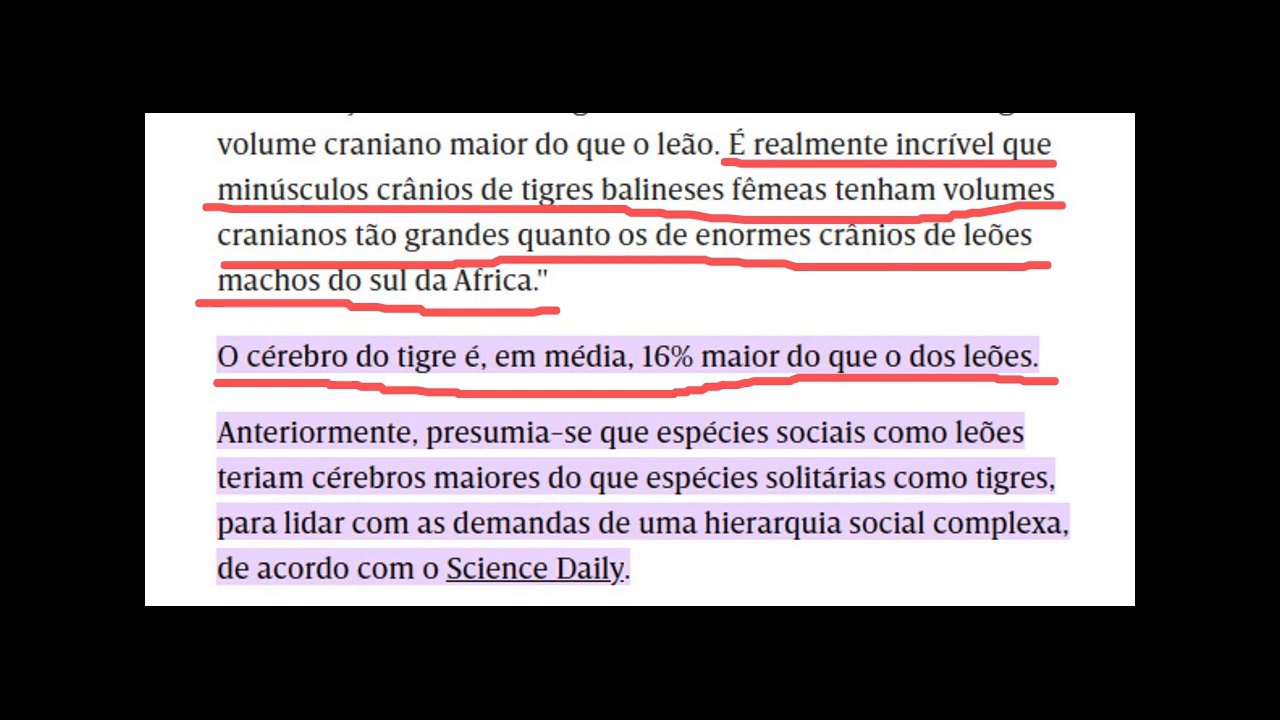 volume craniano maior do que o leão. É realmente incrível que
minúsculos crânios de tigres balineses fêmeas tenham volumes
cranianos tão grandes quanto os de enormes crânios de leões
machos do sul da Africa."
O cérebro do tigre é, em média, 16% maior do que o dos leões.
Anteriormente, presumia-se que espécies sociais como leões
teriam cérebros maiores do que espécies solitárias como tigres,
para lidar com as demandas de uma hierarquia social complexa,
de acordo com o Science Daily.